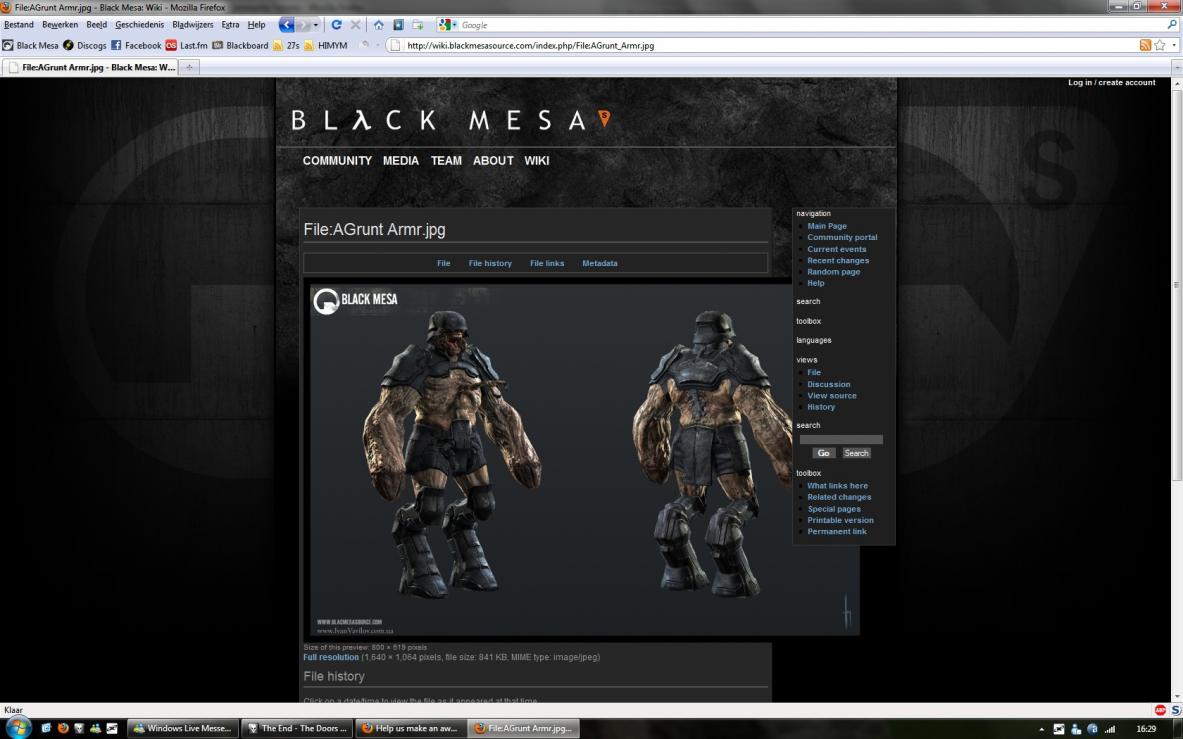 File:AGrunt Armr.jpg - Black Mesa: Wiki - Mozilla Firefox
Bestand Bewerken Beeld Geschiedenis Bladwijzers Extra Help Google
Black Mesa Discogs Facebook Last.fm Blackboard 27s HIMYM http://wiki.blackmesasource.com/index.php/File:AGrunt_Armr.jpg
File:AGrunt Armr.jpg - Black Mesa: W...
Log in / create account
BLλCK MESA S
COMMUNITY MEDIA TEAM ABOUT WIKI
File:AGrunt Armr.jpg
File File history File links Metadata
BLACK MESA
WWW.BLACMESASOURCE.COM
www.IvanVavilov.com.ua
Size of this preview: 800 × 519 pixels
Full resolution (1,640 × 1,064 pixels, file size: 841 KB, MIME type: image/jpeg)
File history
Click on a date/time to view the file as it appeared at that time.
navigation
Main Page
Community portal
Current events
Recent changes
Random page
Help
search
toolbox
languages
views
File
Discussion
View source
History
search
Go Search
toolbox
What links here
Related changes
Special pages
Printable version
Permanent link
Klaar
ABP S
Windows Live Messe... The End - The Doors ... Help us make an aw... File:AGrunt Armr.jpg... 16:29